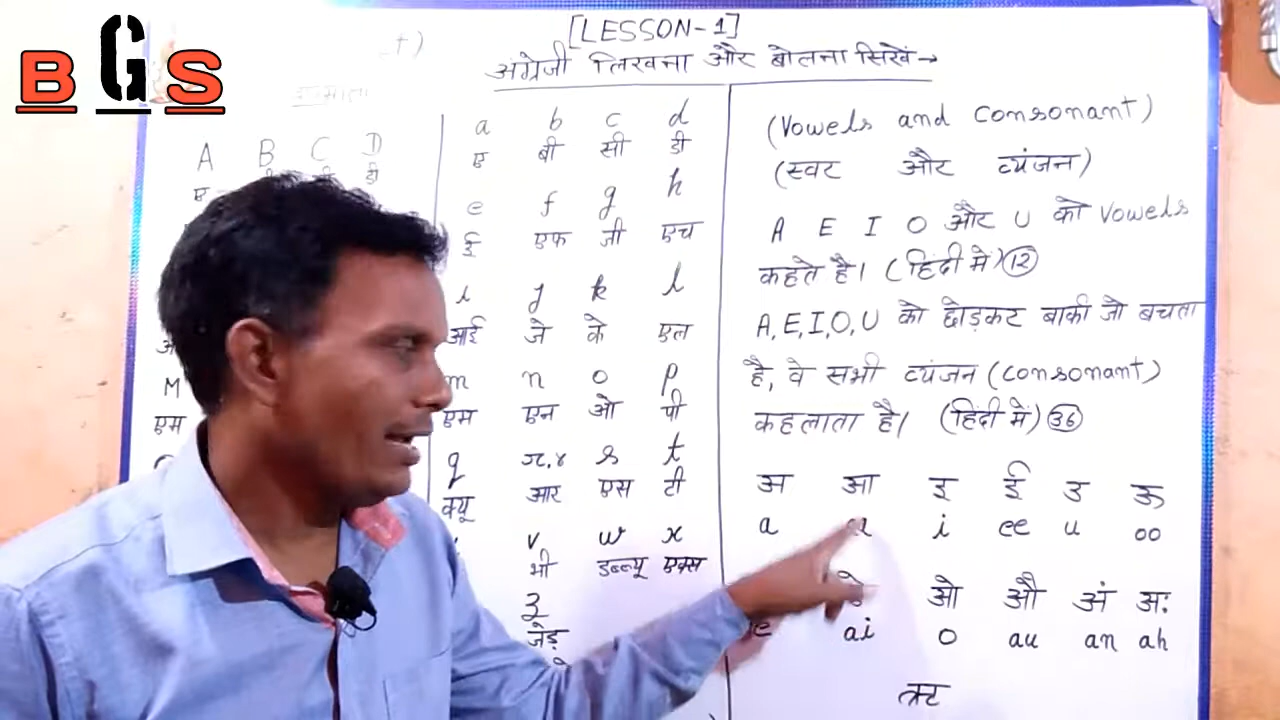 BGS
[LESSON-1]
अंग्रेजी लिखना और बोलना सिखें→
A B C D
ए डी
M
एम
a b c d
ए बी सी डी
e f g h
ई एफ जी एच
i j k l
आई जे के एल
m n o p
एम एन ओ पी
q r,r s t
क्यू आर एस टी
v w x
भी डब्ल्यू एक्स
z
जेड़
(Vowels and Consonant)
(स्वर और व्यंजन)
A E I O और U को Vowels
कहते है। (हिंदी में) 12
A,E,I,O,U को छोड़कर बाकी जो बचता
है, वे सभी व्यंजन (Consonant)
कहलाता है। (हिंदी में) 36
अ आ इ ई उ ऊ
a a i ee u oo
ओ औ अं अः
e ai o au an ah